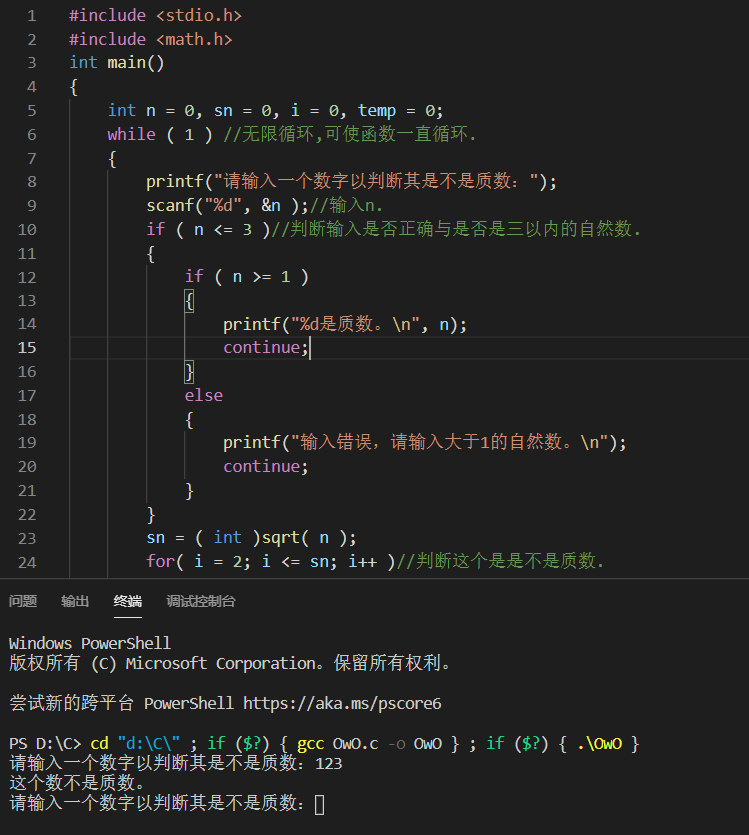 1 #include <stdio.h>
2 #include <math.h>
3 int main()
4 {
5 int n = 0, sn = 0, i = 0, temp = 0;
6 while ( 1 ) //无限循环,可使函数一直循环.
7 {
8 printf("请输入一个数字以判断其是不是质数：");
9 scanf("%d", &n );//输入n.
10 if ( n <= 3 )//判断输入是否正确与是否是三以内的自然数.
11 {
12 if ( n >= 1 )
13 {
14 printf("%d是质数。\n", n);
15 continue;
16 }
17 else
18 {
19 printf("输入错误，请输入大于1的自然数。\n");
20 continue;
21 }
22 }
23 sn = ( int )sqrt( n );
24 for( i = 2; i <= sn; i++ )//判断这个是是不是质数.
问题 输出 终端 调试控制台
Windows PowerShell
版权所有 (C) Microsoft Corporation。保留所有权利。
尝试新的跨平台 PowerShell https://aka.ms/pscore6
PS D:\C> cd "d:\C\" ; if ($?) { gcc OwO.c -o OwO } ; if ($?) { .\OwO }
请输入一个数字以判断其是不是质数：123
这个数不是质数。
请输入一个数字以判断其是不是质数：